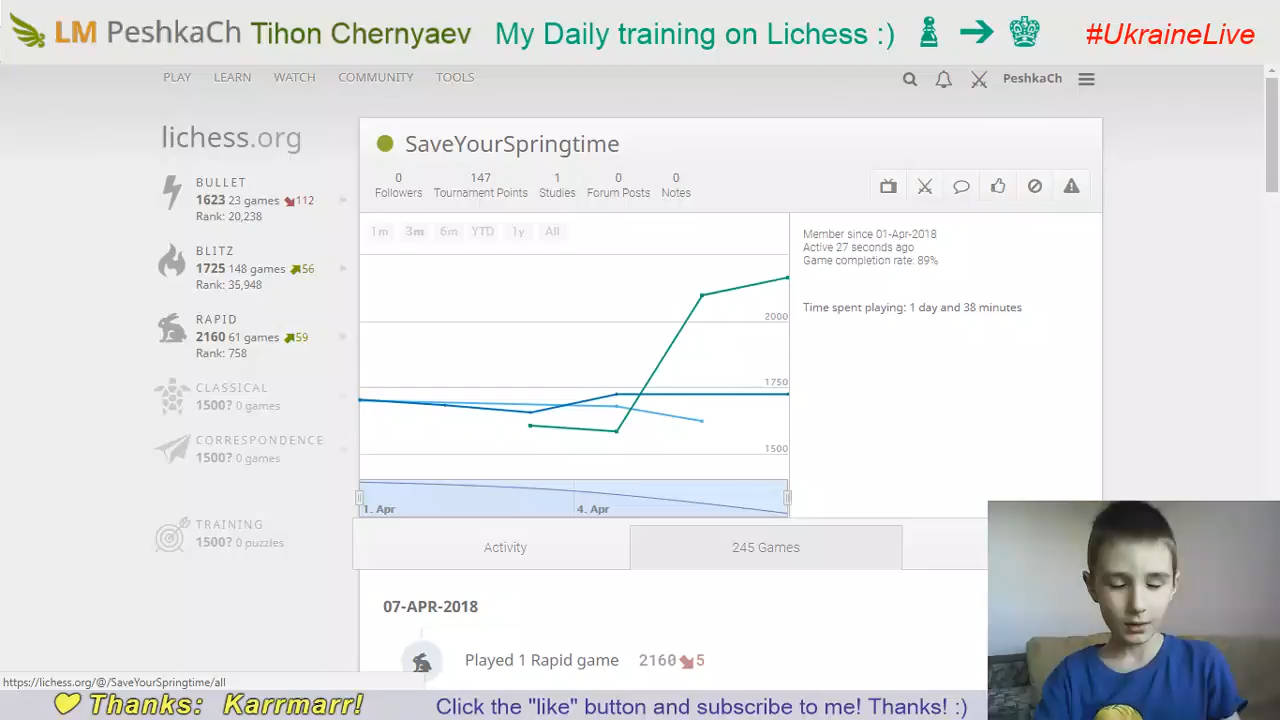 LM PeshkaCh Tihon Chernyaev My Daily training on Lichess :) #UkraineLive
PLAY LEARN WATCH COMMUNITY TOOLS PeshkaCh
lichess.org
BULLET
1623 23 games 112
Rank: 20,238
BLITZ
1725 148 games 56
Rank: 35,948
RAPID
2160 61 games 59
Rank: 758
CLASSICAL
1500? 0 games
CORRESPONDENCE
1500? 0 games
TRAINING
1500? 0 puzzles
SaveYourSpringtime
0 147 1 0 0
Followers Tournament Points Studies Forum Posts Notes
1m 3m 6m YTD 1y All
2000
1750
1500
1. Apr 4. Apr
Member since 01-Apr-2018
Active 27 seconds ago
Game completion rate: 89%
Time spent playing: 1 day and 38 minutes
Activity 245 Games
07-APR-2018
Played 1 Rapid game 2160 5
https://lichess.org/@/SaveYourSpringtime/all
Thanks: Karrmarr! Click the "like" button and subscribe to me! Thanks! :)